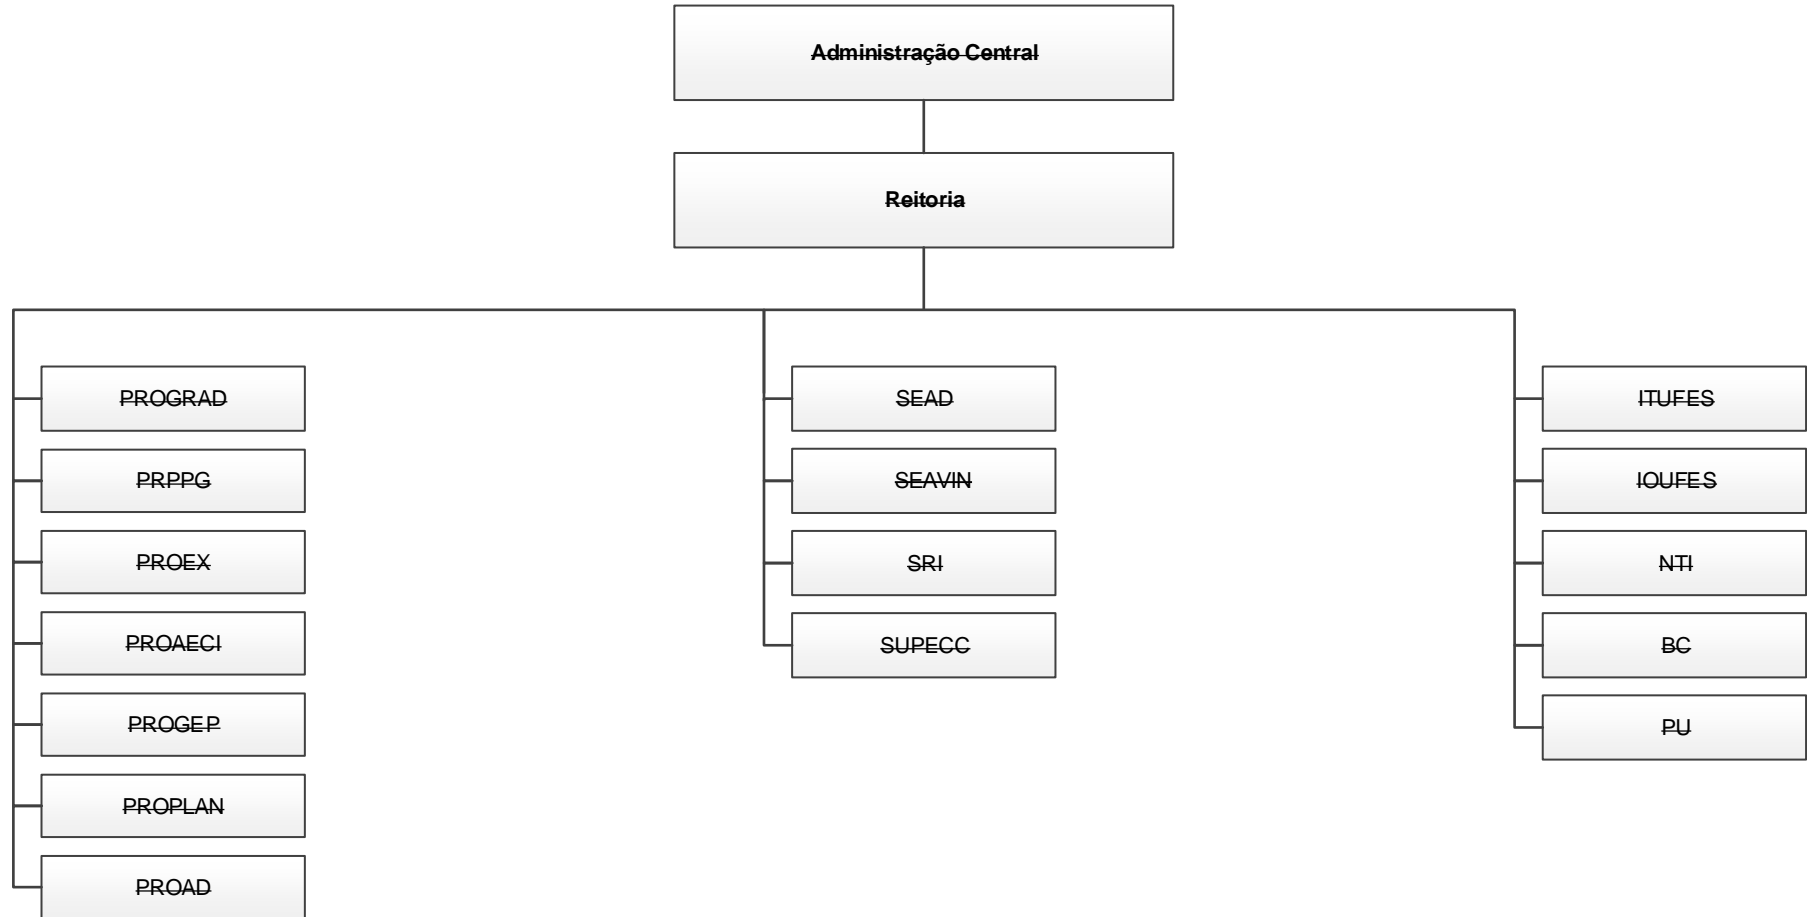 Administração Central
Reitoria
PROGRAD
PRPPG
PROEX
PROAECI
PROGEP
PROPLAN
PROAD
SEAD
SEAVIN
SRI
SUPECC
ITUFES
IOUFES
NTI
BC
PU